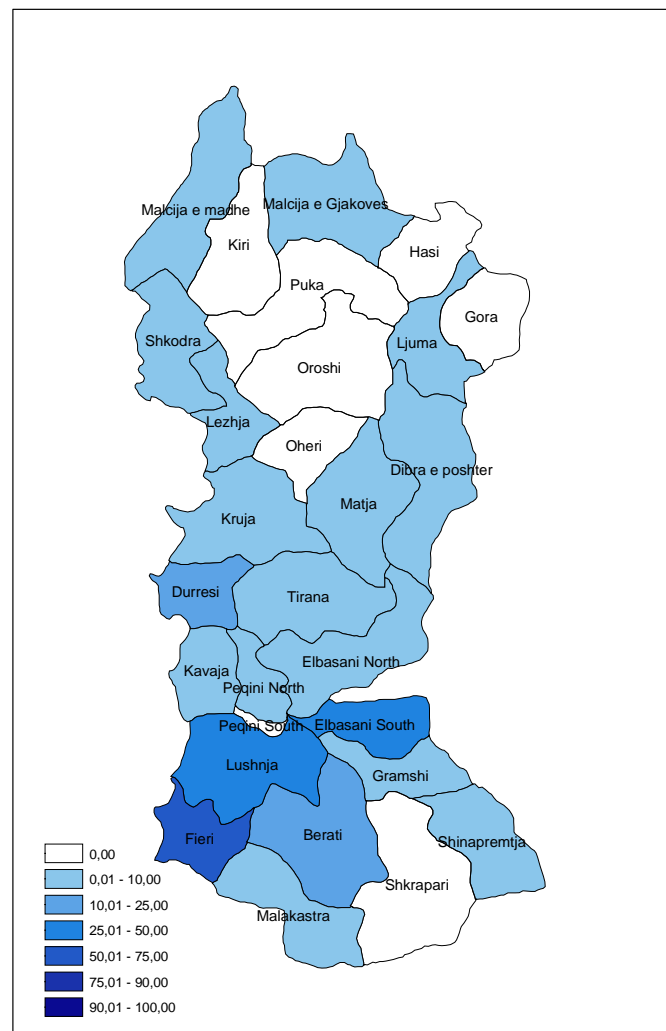 Malcija e madhe
Malcija e Gjakoves
Kiri
Hasi
Puka
Gora
Shkodra
Ljuma
Oroshi
Lezhja
Oheri
Dibra e poshter
Matja
Kruja
Durresi
Tirana
Elbasani North
Kavaja
Peqini North
Peqini South
Elbasani South
Lushnja
Gramshi
Fieri
Berati
Shinapremtja
Shkrapari
Malakastra
0,00
0,01 - 10,00
10,01 - 25,00
25,01 - 50,00
50,01 - 75,00
75,01 - 90,00
90,01 - 100,00